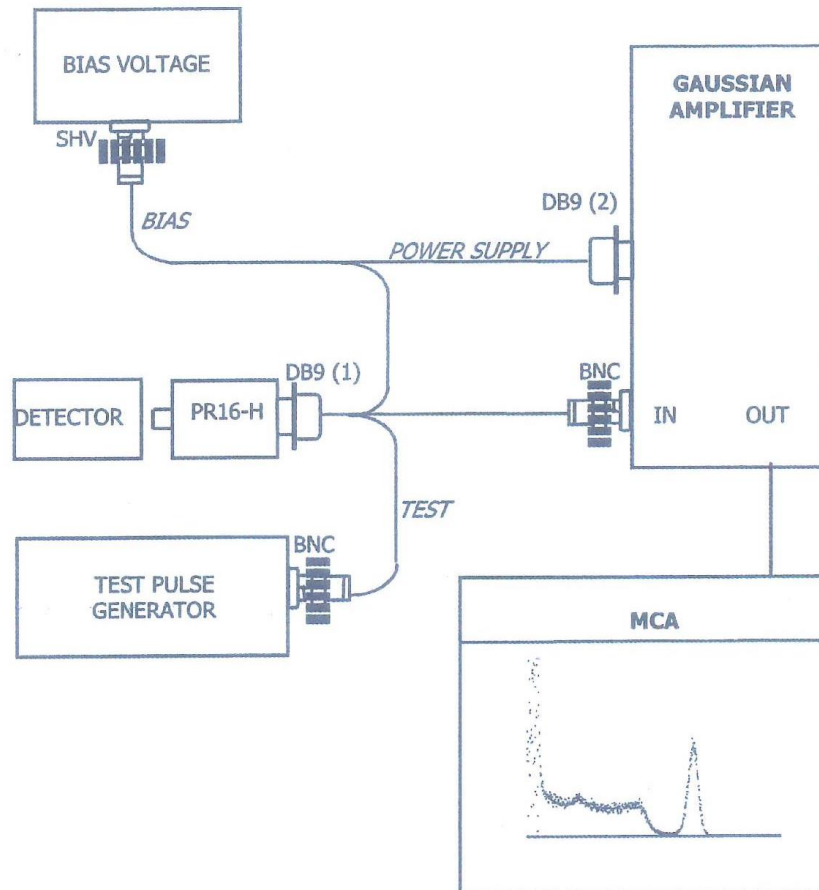 BIAS VOLTAGE
SHV
BIAS
GAUSSIAN
AMPLIFIER
DB9 (2)
POWER SUPPLY
DB9 (1)
BNC
DETECTOR
PR16-H
IN
OUT
TEST
BNC
TEST PULSE
GENERATOR
MCA